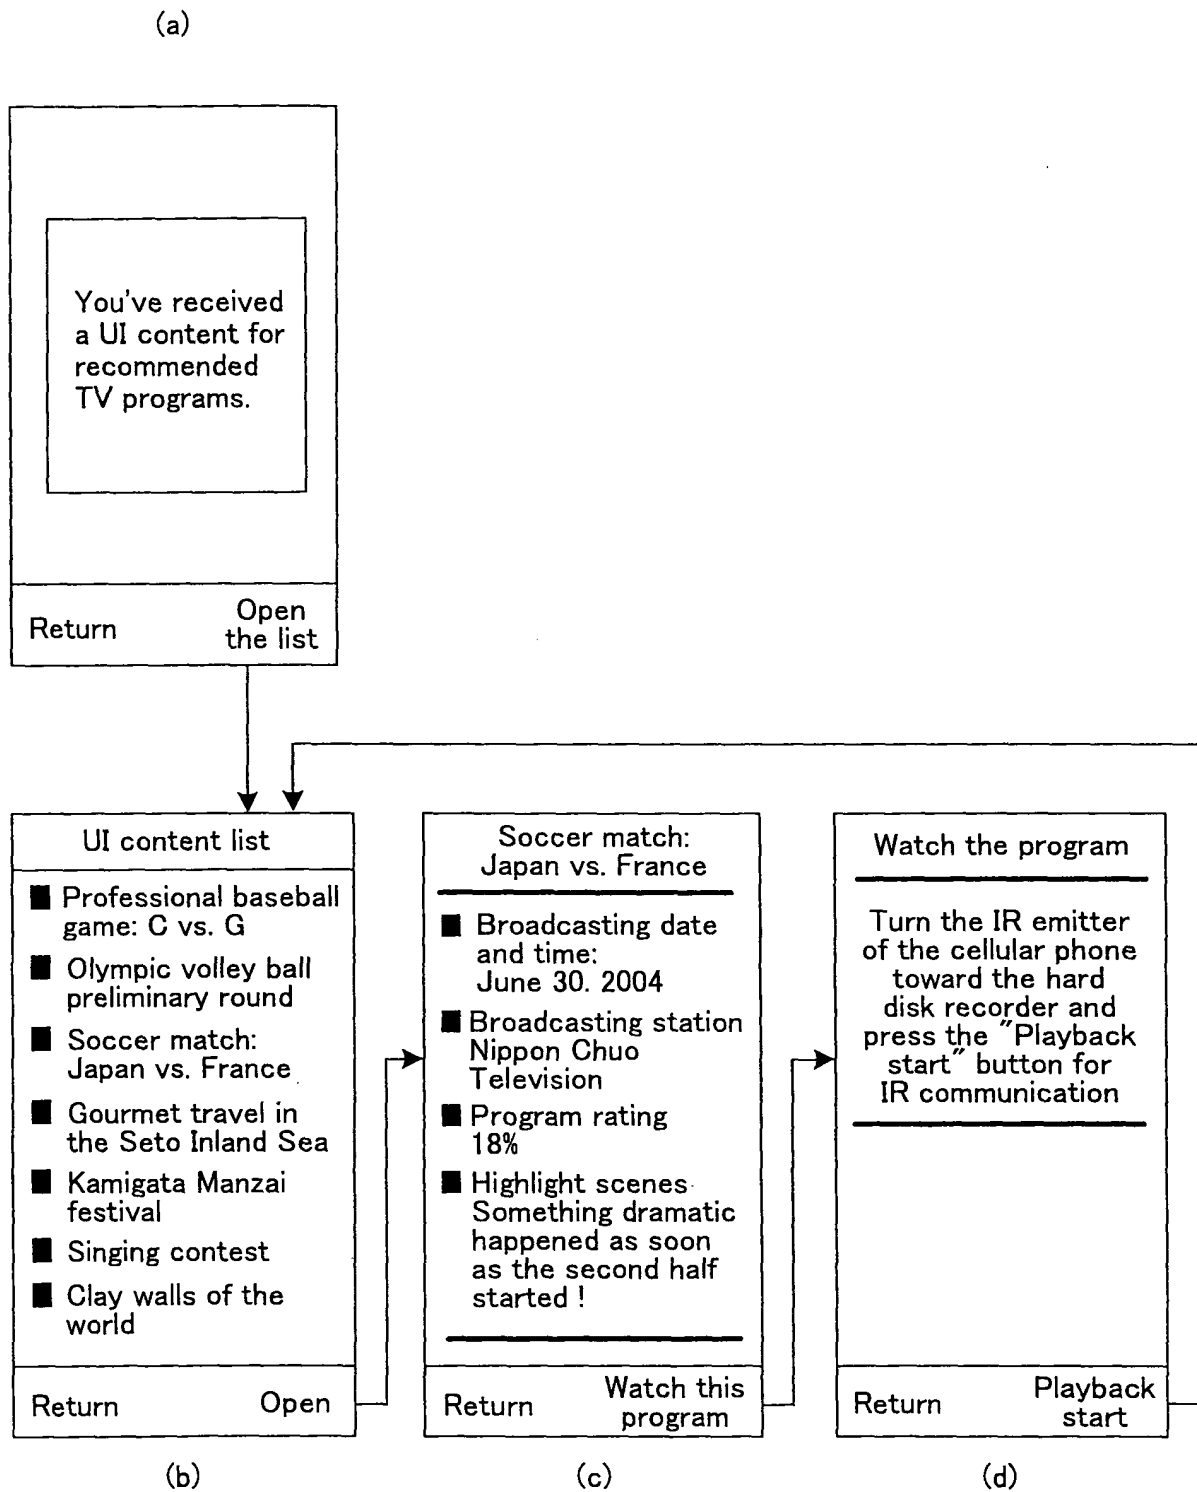 (a)
You've received
a UI content for
recommended
TV programs.
Return
Open
the list
UI content list
■ Professional baseball
game: C vs. G
■ Olympic volley ball
preliminary round
■ Soccer match:
Japan vs. France
■ Gourmet travel in
the Seto Inland Sea
■ Kamigata Manzai
festival
■ Singing contest
■ Clay walls of the
world
Return
Open
(b)
Soccer match:
Japan vs. France
■ Broadcasting date
and time:
June 30. 2004
■ Broadcasting station
Nippon Chuo
Television
■ Program rating
18%
■ Highlight scenes
Something dramatic
happened as soon
as the second half
started !
Return
Watch this
program
(c)
Watch the program
Turn the IR emitter
of the cellular phone
toward the hard
disk recorder and
press the "Playback
start" button for
IR communication
Return
Playback
start
(d)